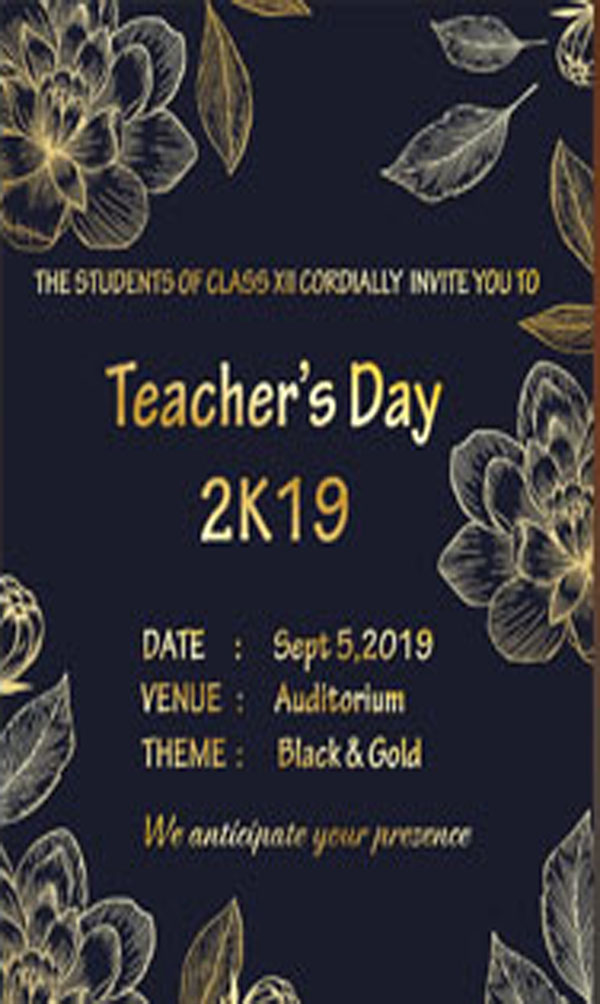 THE STUDENTS OF CLASS XII CORDIALLY INVITE YOU TO
Teacher's Day
2K19
DATE : Sept 5,2019
VENUE : Auditorium
THEME : Black & Gold
We anticipate your presence